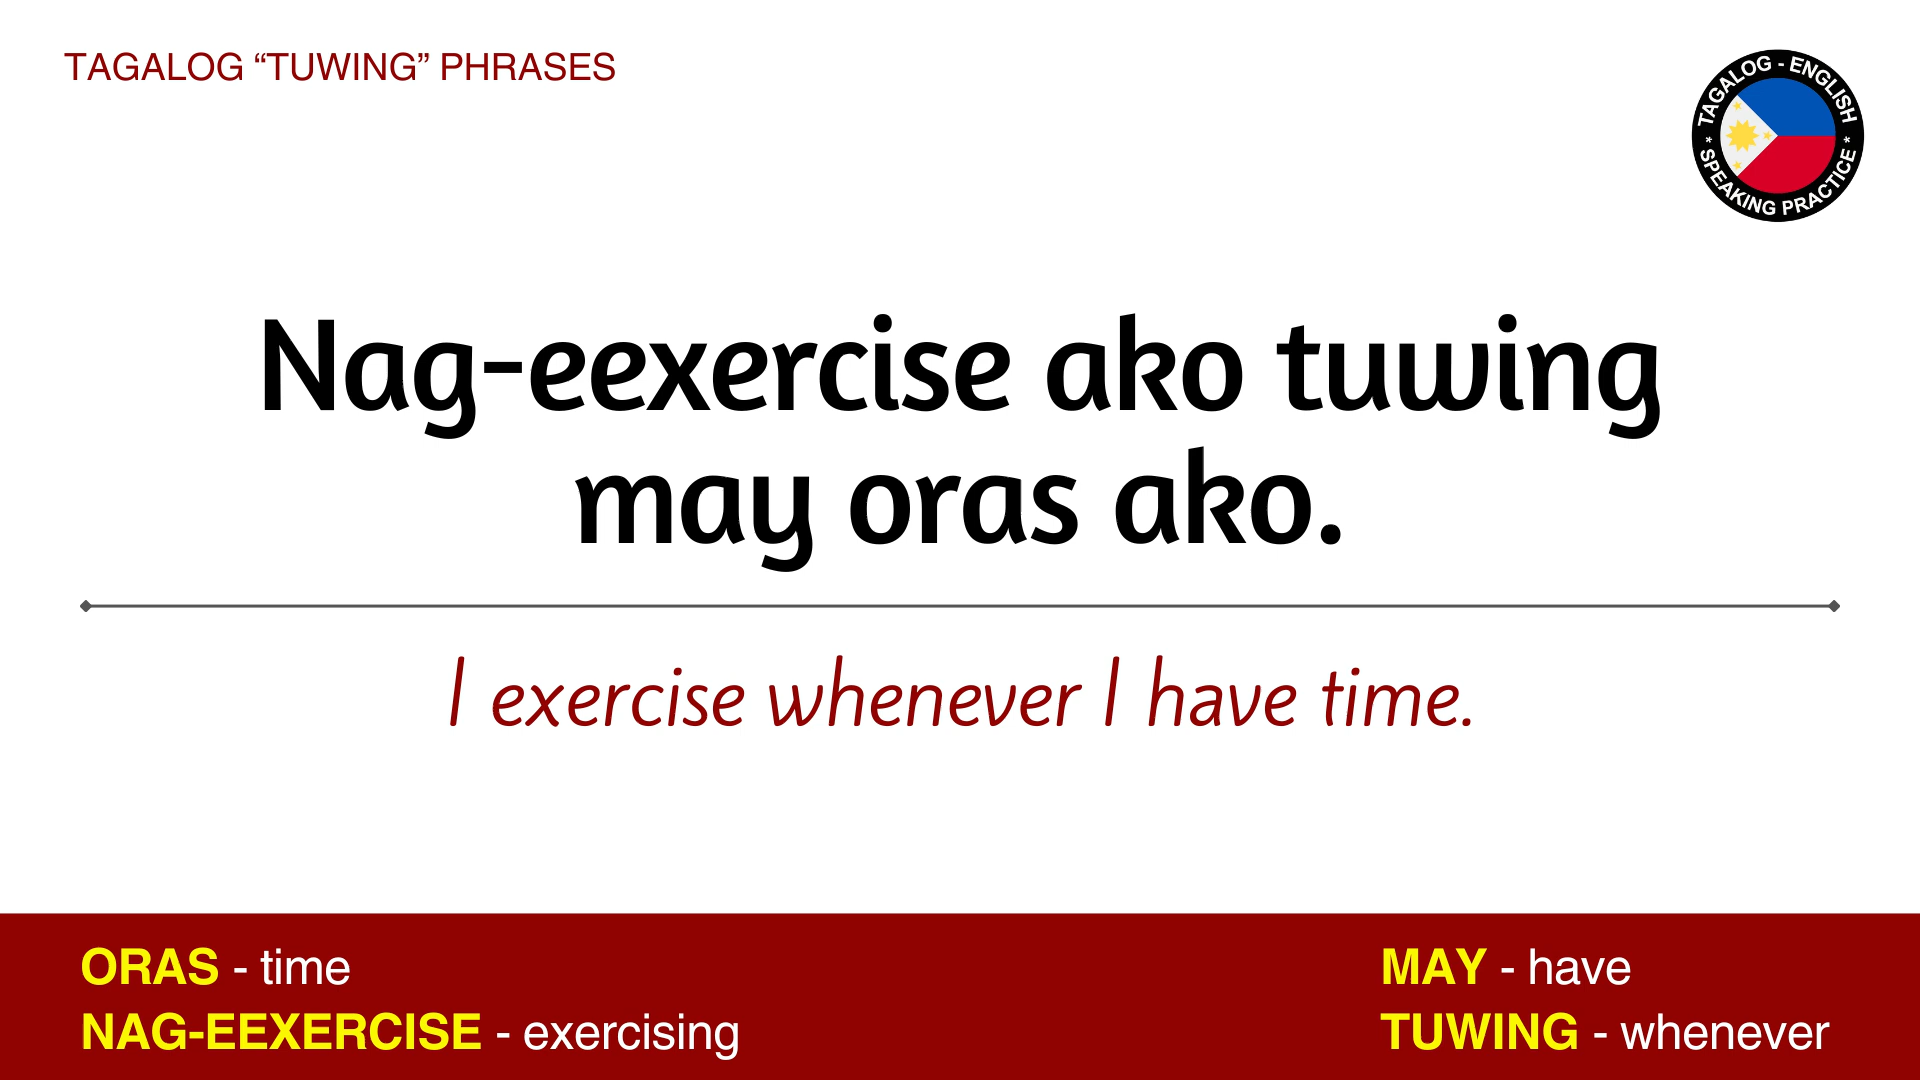 TAGALOG “TUWING” PHRASES
TAGALOG - ENGLISH
* SPEAKING PRACTICE *
Nag-eexercise ako tuwing
may oras ako.
I exercise whenever I have time.
ORAS - time
NAG-EEXERCISE - exercising
MAY - have
TUWING - whenever